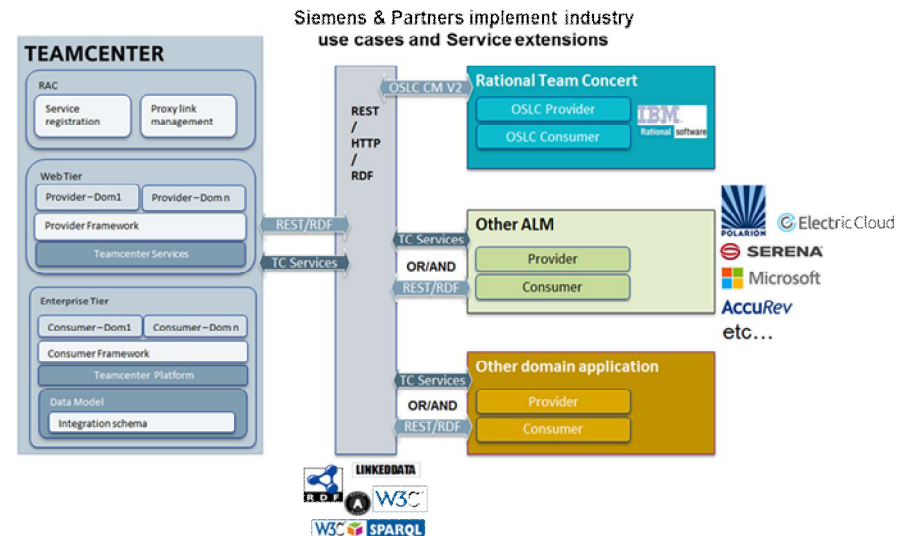 Siemens & Partners implement industry
use cases and Service extensions
TEAMCENTER
RAC
Service
registration
Proxy link
management
Web Tier
Provider—Dom1
Provider—Dom n
Provider Framework
Teamcenter Services
Enterprise Tier
Consumer—Dom1
Consumer—Dom n
Consumer Framework
Teamcenter Platform
Data Model
Integration schema
REST/RDF
TC Services
REST
/
HTTP
/
RDF
OSLC CM V2
Rational Team Concert
OSLC Provider
OSLC Consumer
IBM.
Rational software
TC Services
OR/AND
REST/RDF
Other ALM
Provider
Consumer
POLARION
ElectricCloud
SERENA
Microsoft
AccuRev
etc...
TC Services
OR/AND
REST/RDF
Other domain application
Provider
Consumer
RDF
LINKEDDATA
A
W3C
W3C SPARQL